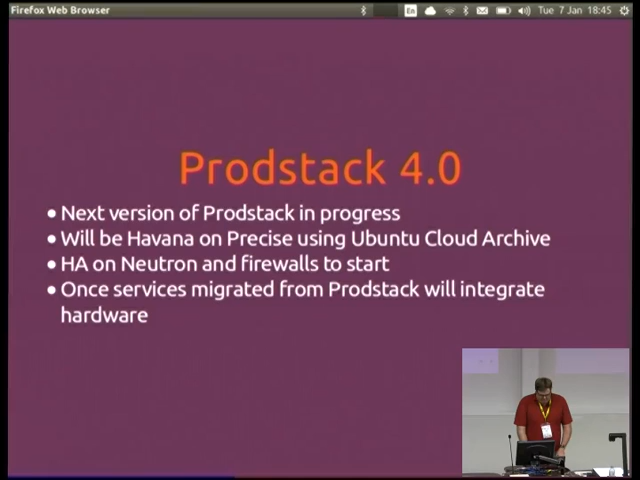 Firefox Web Browser
En
Tue 7 Jan 18:45
Prodstack 4.0
• Next version of Prodstack in progress
• Will be Havana on Precise using Ubuntu Cloud Archive
• HA on Neutron and firewalls to start
• Once services migrated from Prodstack will integrate
hardware